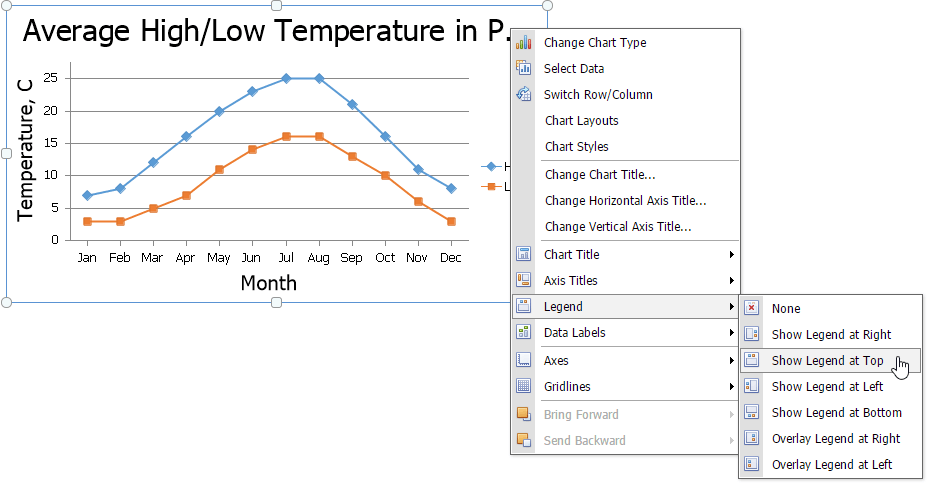 Average High/Low Temperature in P.
Temperature, C
25
20
15
10
5
0
Jan Feb Mar Apr May Jun Jul Aug Sep Oct Nov Dec
Month
H
L
Change Chart Type
Select Data
Switch Row/Column
Chart Layouts
Chart Styles
Change Chart Title...
Change Horizontal Axis Title...
Change Vertical Axis Title...
Chart Title
Axis Titles
Legend
Data Labels
Axes
Gridlines
Bring Forward
Send Backward
None
Show Legend at Right
Show Legend at Top
Show Legend at Left
Show Legend at Bottom
Overlay Legend at Right
Overlay Legend at Left